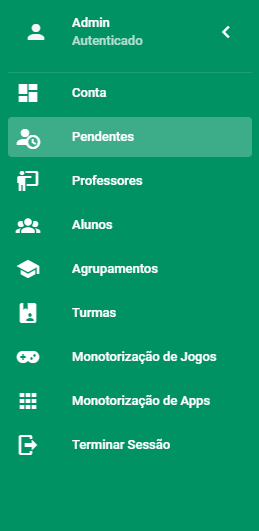 Admin
Autenticado
Conta
Pendentes
Professores
Alunos
Agrupamentos
Turmas
Monotorização de Jogos
Monotorização de Apps
Terminar Sessão